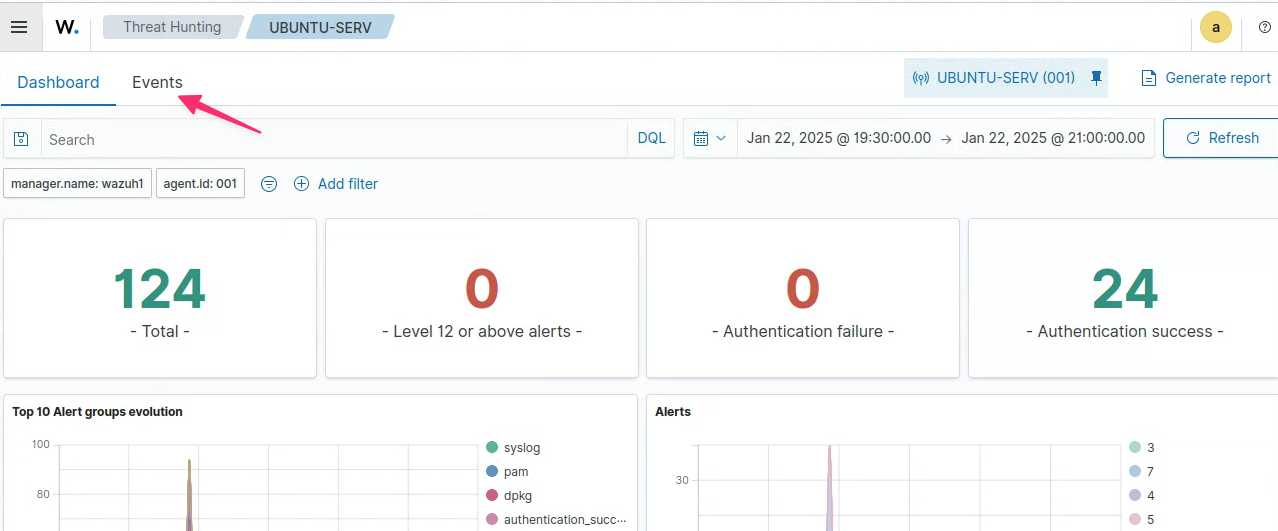 W. Threat Hunting UBUNTU-SERV a
Dashboard Events UBUNTU-SERV (001) Generate report
Search DQL Jan 22, 2025 @ 19:30:00.00 → Jan 22, 2025 @ 21:00:00.00 Refresh
manager.name: wazuh1 agent.id: 001 Add filter
124 0 0 24
- Total - - Level 12 or above alerts - - Authentication failure - - Authentication success -
Top 10 Alert groups evolution Alerts
100 syslog 3
pam 30 7
80 dpkg 4
authentication_succ... 5